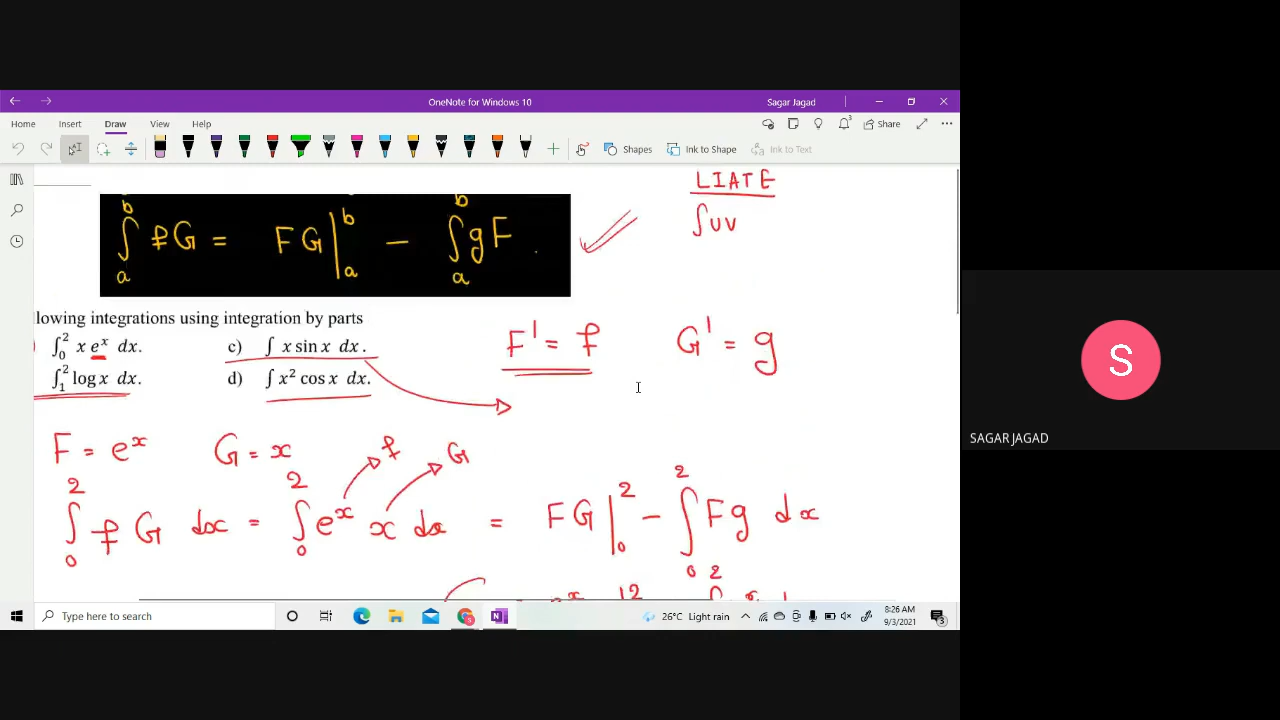 OneNote for Windows 10
Sagar Jagad
Home Insert Draw View Help
Share
Shapes Ink to Shape Ink to Text
LIATE
∫uv
∫ₐᵇ fG = FG|ₐᵇ - ∫ₐᵇ gF .
lowing integrations using integration by parts
∫₀² x eˣ dx. c) ∫ x sin x dx.
∫₁² log x dx. d) ∫ x² cos x dx.
F' = f G' = g
F = eˣ G = x f G
∫₀² f G dx = ∫₀² eˣ x dx = FG|₀² - ∫₀² Fg dx
S
SAGAR JAGAD
Type here to search
26°C Light rain
8:26 AM
9/3/2021
3